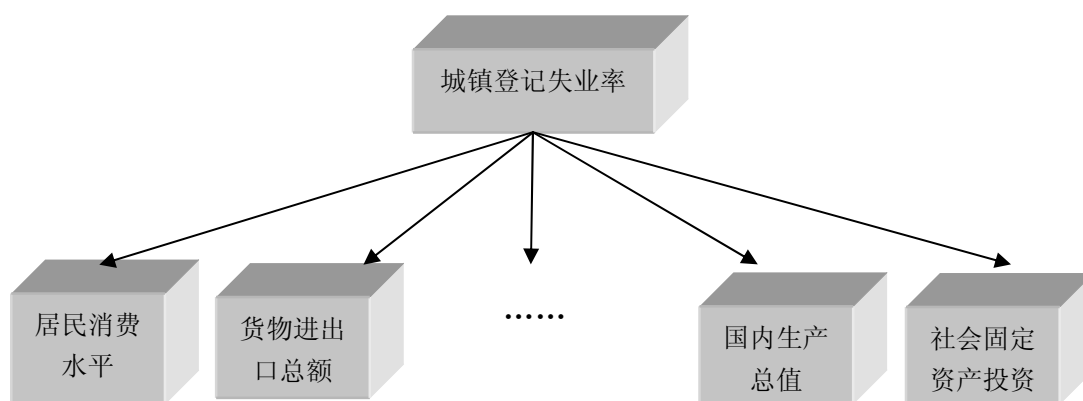 城镇登记失业率
居民消费
水平
货物进出
口总额
……
国内生产
总值
社会固定
资产投资